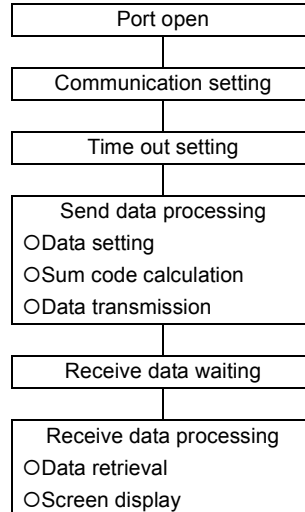 Port open
Communication setting
Time out setting
Send data processing
○Data setting
○Sum code calculation
○Data transmission
Receive data waiting
Receive data processing
○Data retrieval
○Screen display